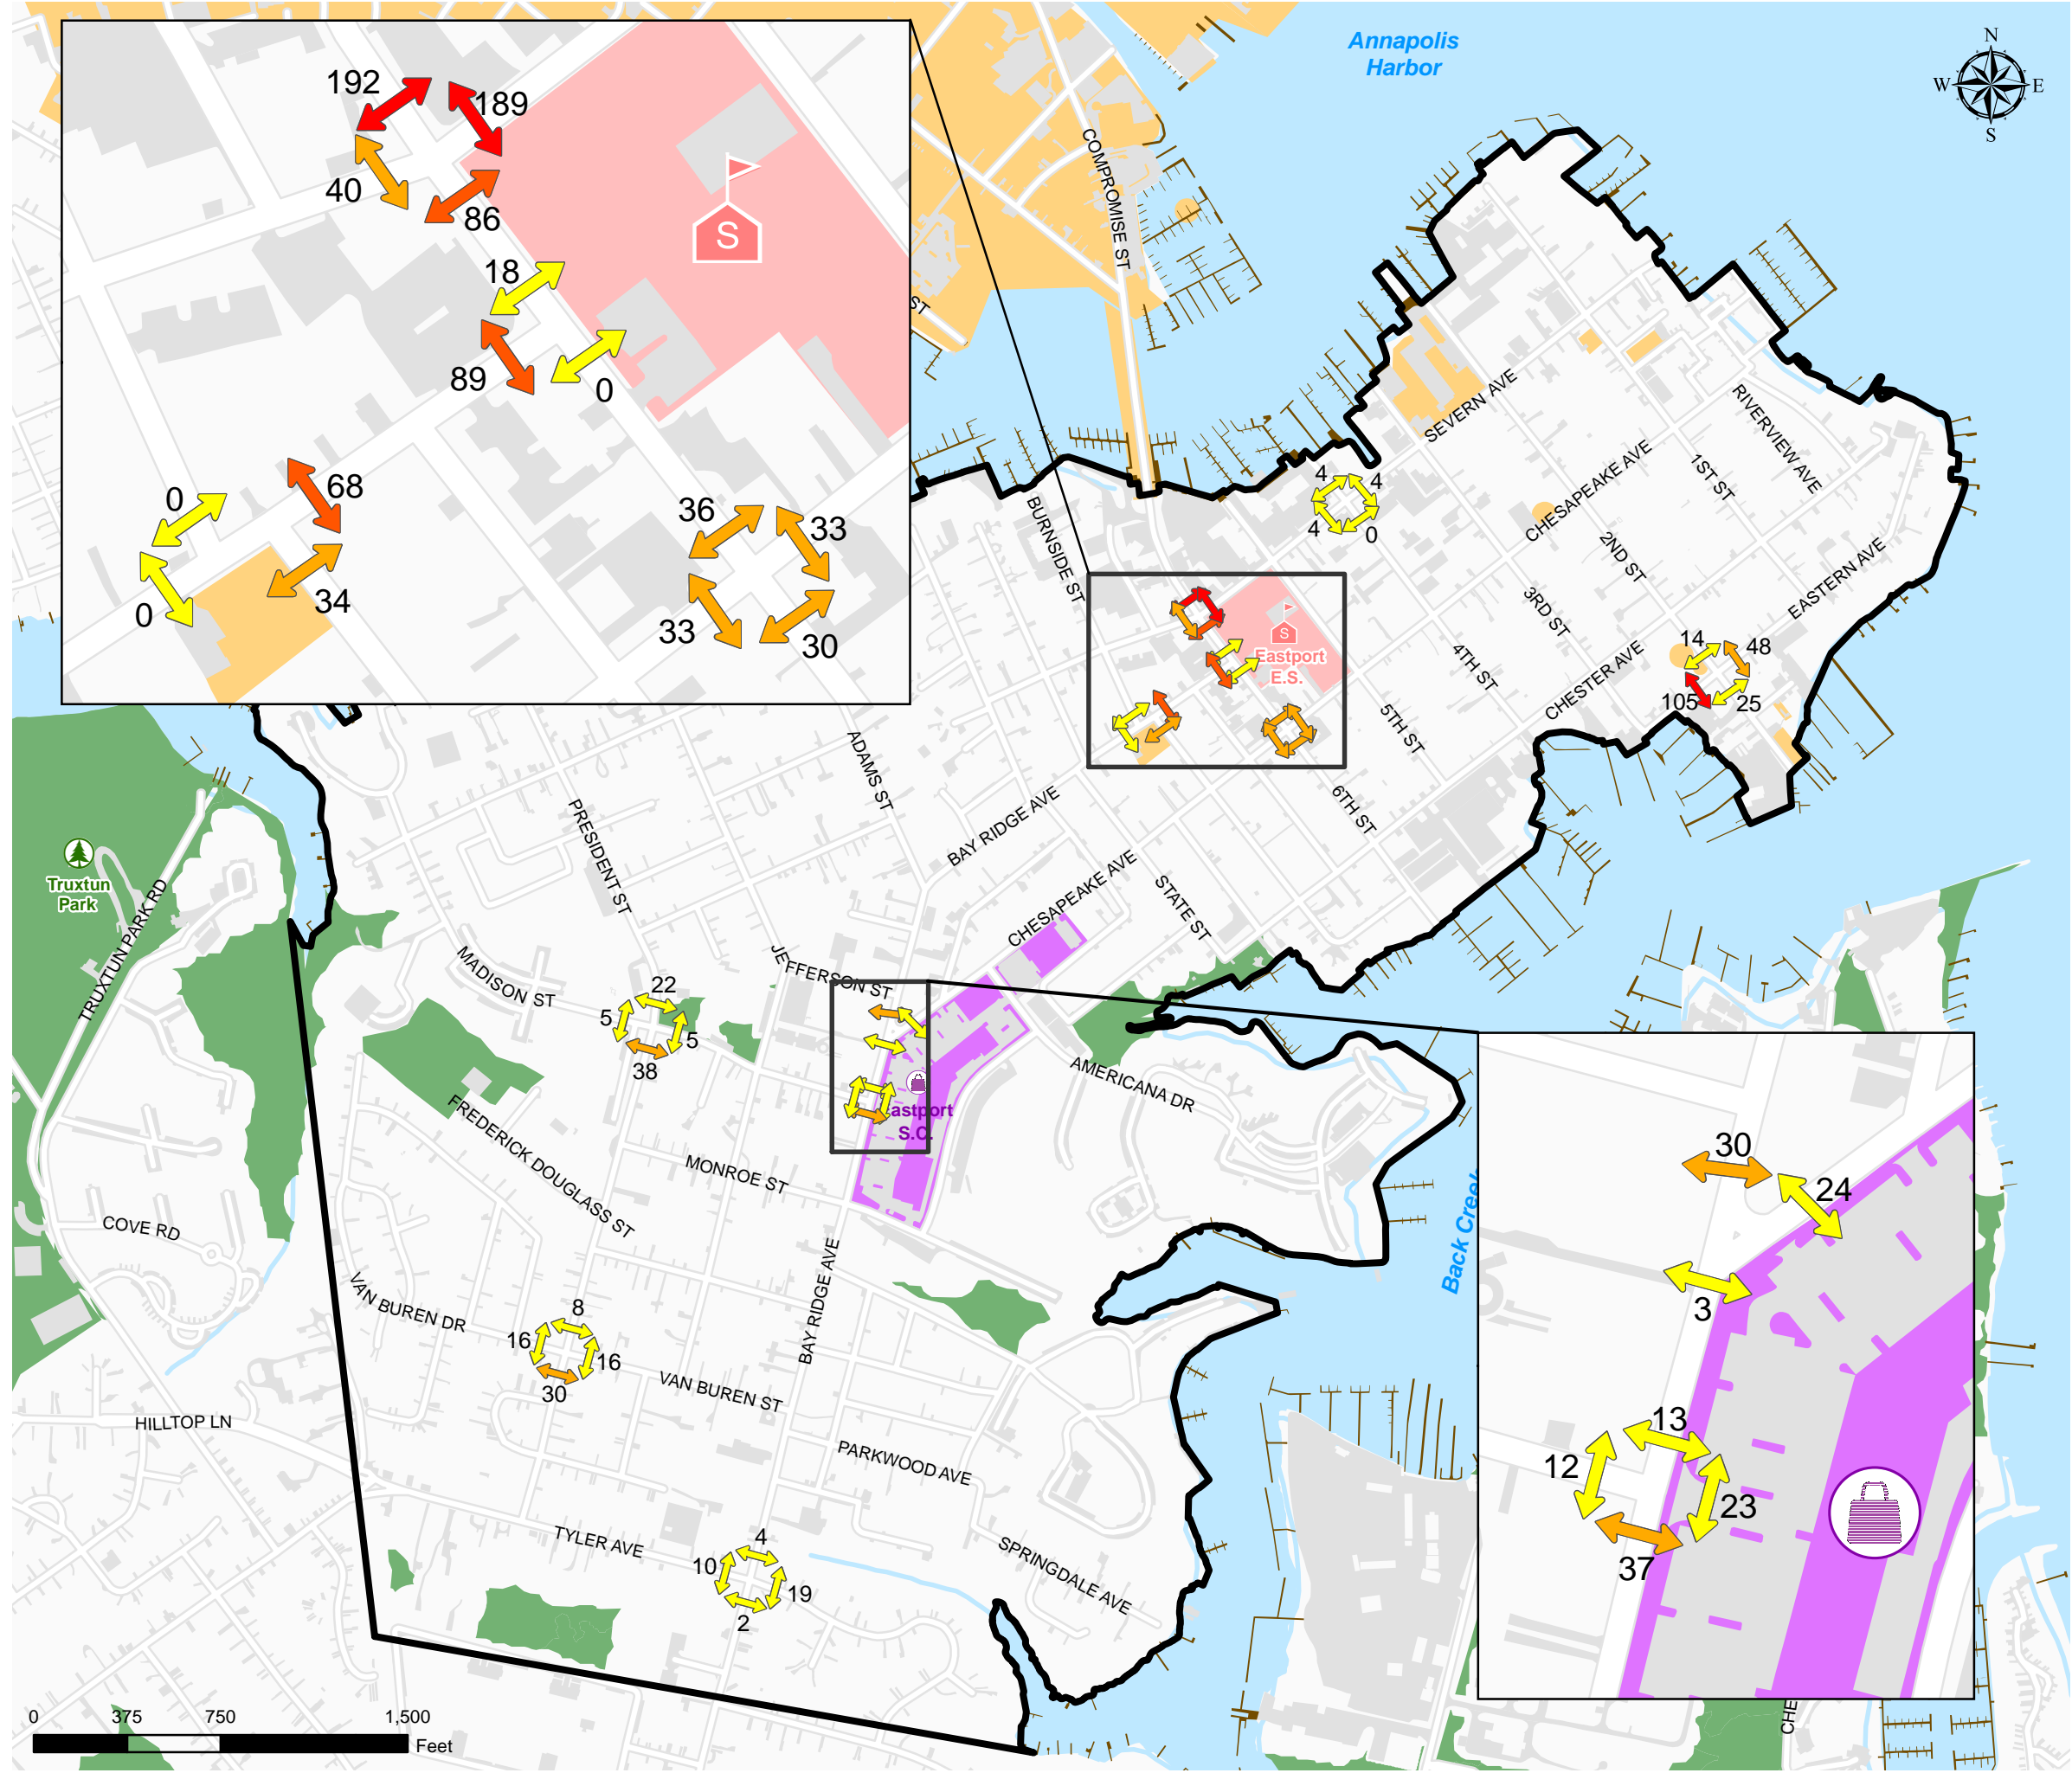 Annapolis
Harbor
N
W
E
S
192
189
40
86
S
18
89
0
0
68
0
34
36
33
33
30
ST
COMPROMISE ST
BURNSIDE ST
SEVERN AVE
RIVERVIEW AVE
1ST ST
CHESAPEAKE AVE
2ND ST
EASTERN AVE
3RD ST
4TH ST
CHESTER AVE
5TH ST
6TH ST
4
4
4
0
14
48
105
25
S
Eastport
E.S.
ADAMS ST
PRESIDENT ST
BAY RIDGE AVE
CHESAPEAKE AVE
STATE ST
Truxtun
Park
TRUXTUN PARK RD
MADISON ST
JEFFERSON ST
22
5
5
38
AMERICANA DR
astport
S.C.
FREDERICK DOUGLASS ST
MONROE ST
COVE RD
BAY RIDGE AVE
Back Creek
VAN BUREN DR
8
16
16
30
VAN BUREN ST
HILLTOP LN
PARKWOOD AVE
TYLER AVE
SPRINGDALE AVE
4
10
19
2
30
24
3
13
12
23
37
CHE
0
375
750
1,500
Feet